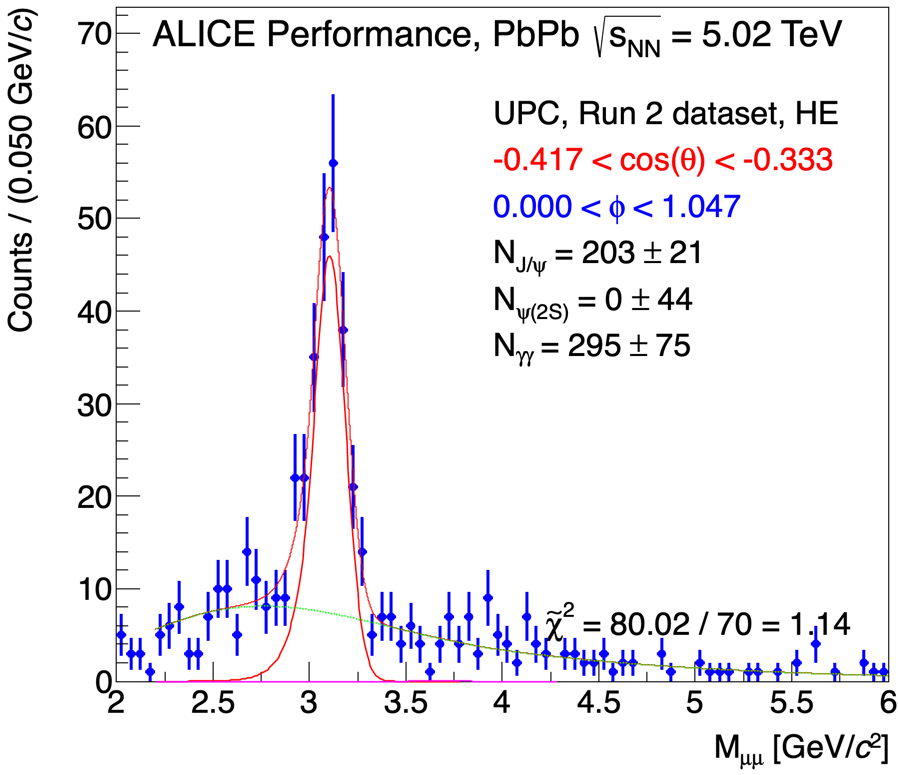 ALICE Performance, PbPb √s_NN = 5.02 TeV
UPC, Run 2 dataset, HE
-0.417 < cos(θ) < -0.333
0.000 < φ < 1.047
N_J/ψ = 203 ± 21
N_ψ(2S) = 0 ± 44
N_γγ = 295 ± 75
χ̃² = 80.02 / 70 = 1.14
Counts / (0.050 GeV/c)
70
60
50
40
30
20
10
0
2 2.5 3 3.5 4 4.5 5 5.5 6
M_μμ [GeV/c²]